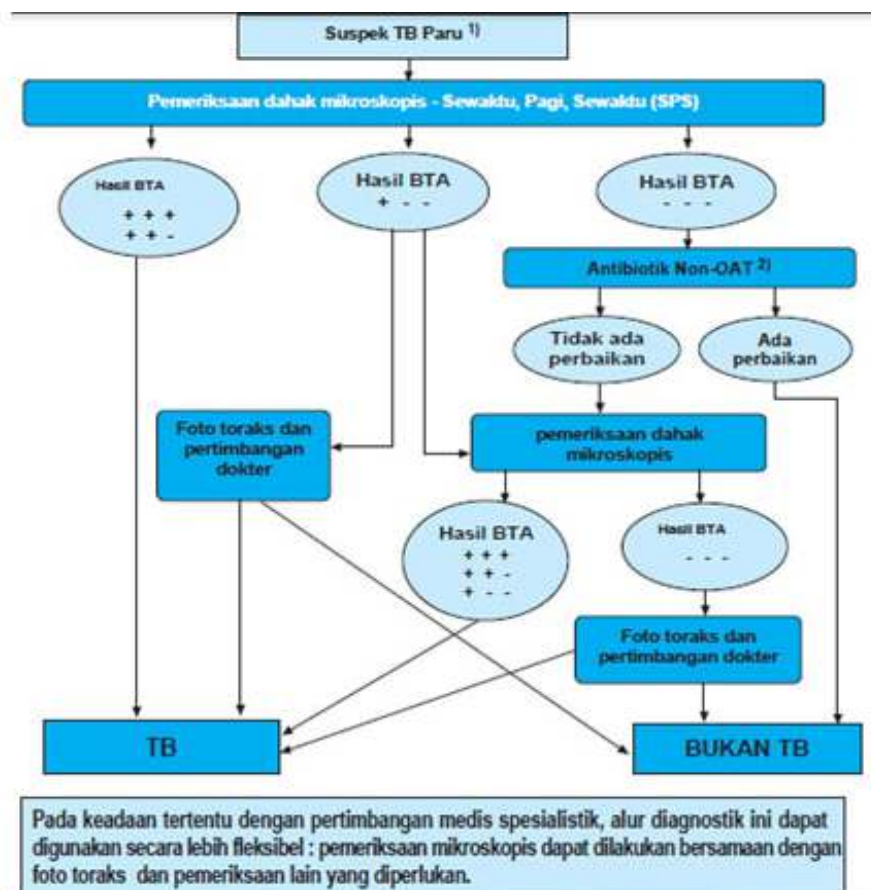 Suspek TB Paru 1)
Pemeriksaan dahak mikroskopis - Sewaktu, Pagi, Sewaktu (SPS)
Hasil BTA
+ + +
+ + -
Hasil BTA
+ - -
Hasil BTA
- - -
Antibiotik Non-OAT 2)
Tidak ada
perbaikan
Ada
perbaikan
Foto toraks dan
pertimbangan
dokter
pemeriksaan dahak
mikroskopis
Hasil BTA
+ + +
+ + -
+ - -
Hasil BTA
- - -
Foto toraks dan
pertimbangan dokter
TB
BUKAN TB
Pada keadaan tertentu dengan pertimbangan medis spesialistik, alur diagnostik ini dapat
digunakan secara lebih fleksibel : pemeriksaan mikroskopis dapat dilakukan bersamaan dengan
foto toraks dan pemeriksaan lain yang diperlukan.